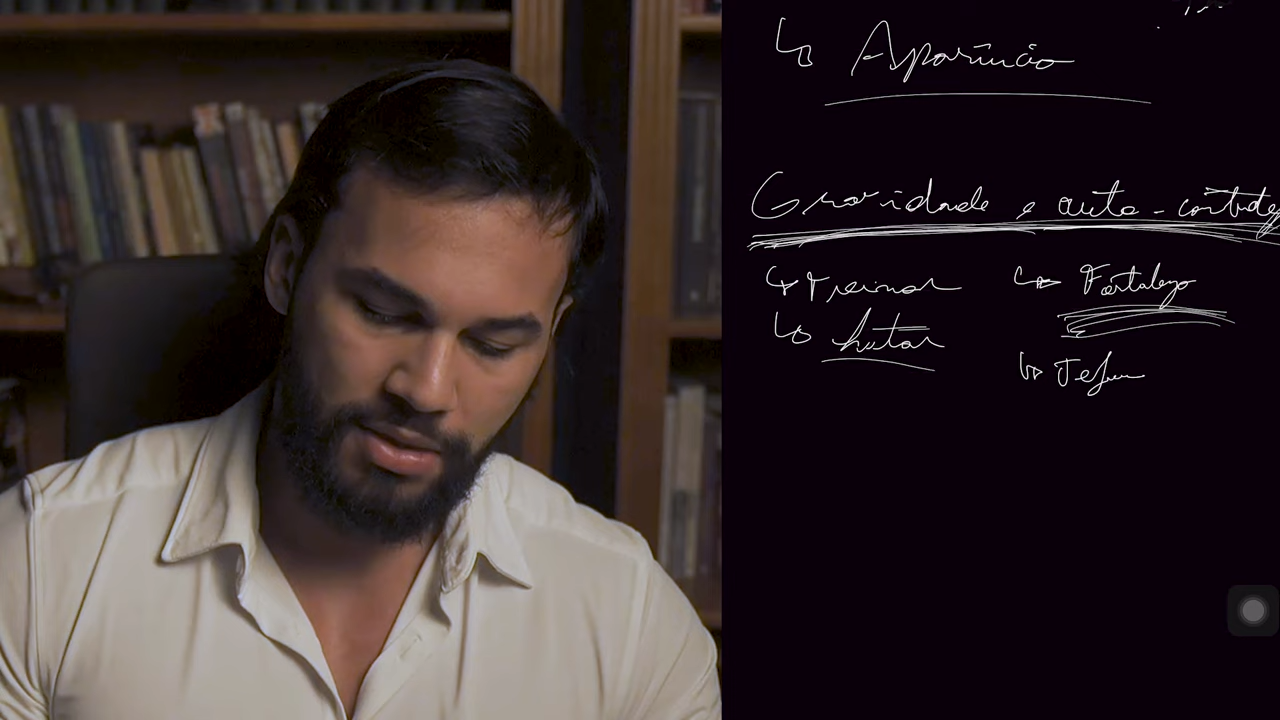 ↳ Aparência
Gravidade e auto-controle
↳ Treinar
↳ Fortaleza
↳ lutar
↳ Jejum